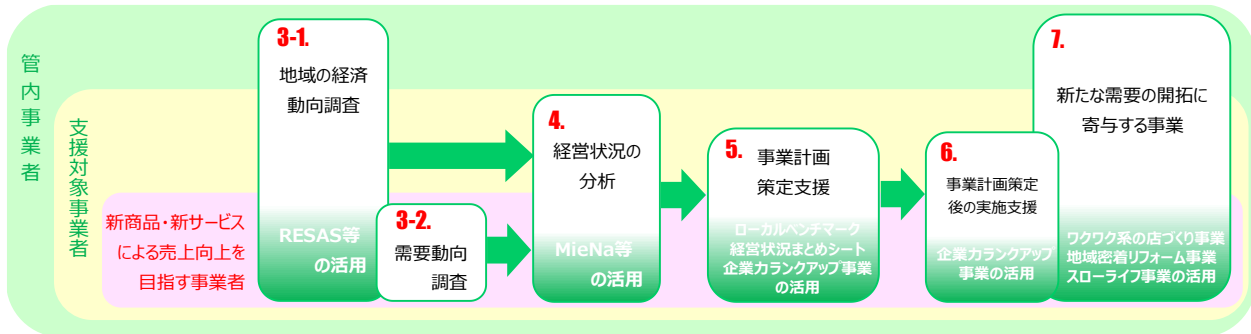 管内事業者
支援対象事業者
新商品・新サービス
による売上向上を
目指す事業者
3-1.
地域の経済
動向調査
RESAS等
の活用
3-2.
需要動向
調査
4.
経営状況の
分析
MieNa等
の活用
5.
事業計画
策定支援
ローカルベンチマーク
経営状況まとめシート
企業力ランクアップ事業
の活用
6.
事業計画策定
後の実施支援
企業力ランクアップ
事業の活用
7.
新たな需要の開拓に
寄与する事業
ワクワク系の店づくり事業
地域密着リフォーム事業
スローライフ事業の活用